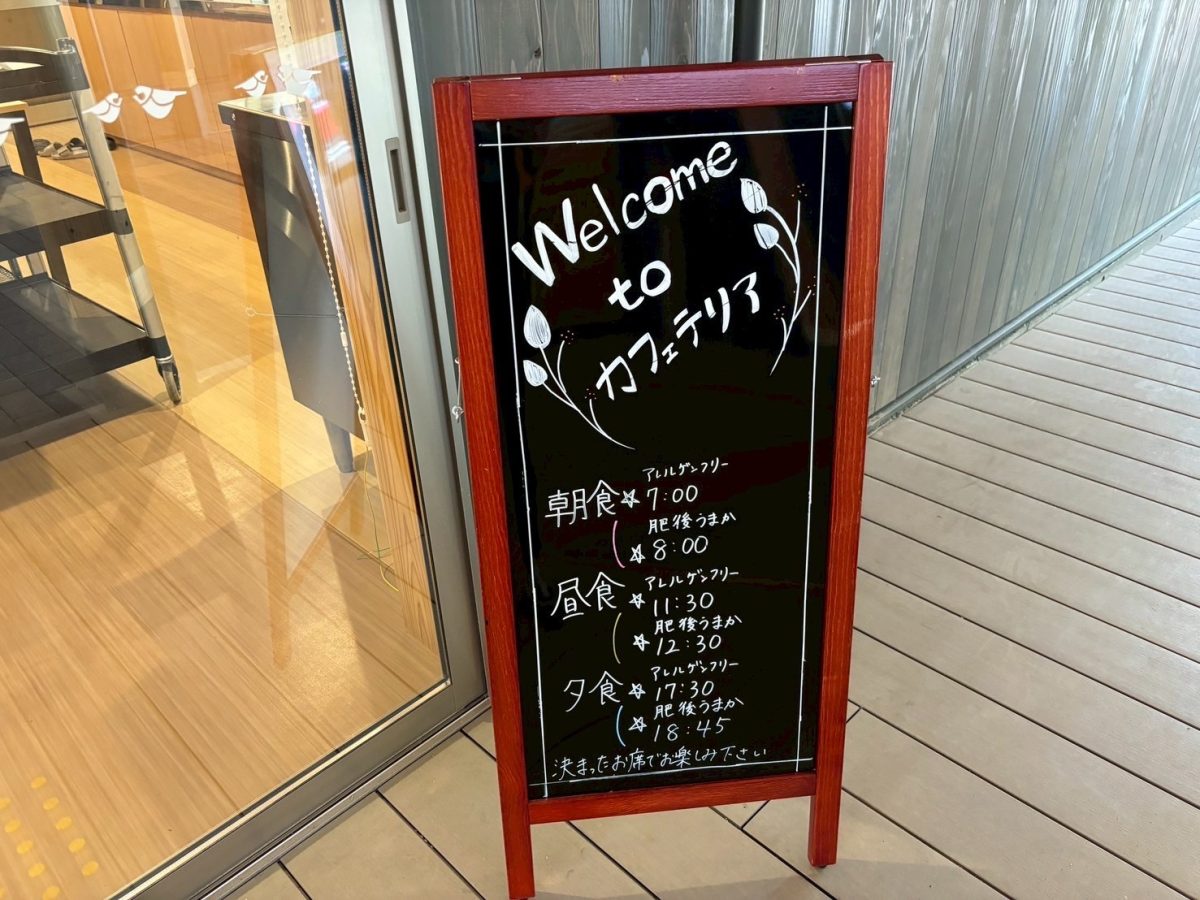 Welcome
to
カフェテリア
アレルゲンフリー
朝食☆7:00
肥後うまか
☆8:00
アレルゲンフリー
昼食☆11:30
肥後うまか
☆12:30
アレルゲンフリー
夕食☆17:30
肥後うまか
☆18:45
決まったお席でお楽しみ下さい